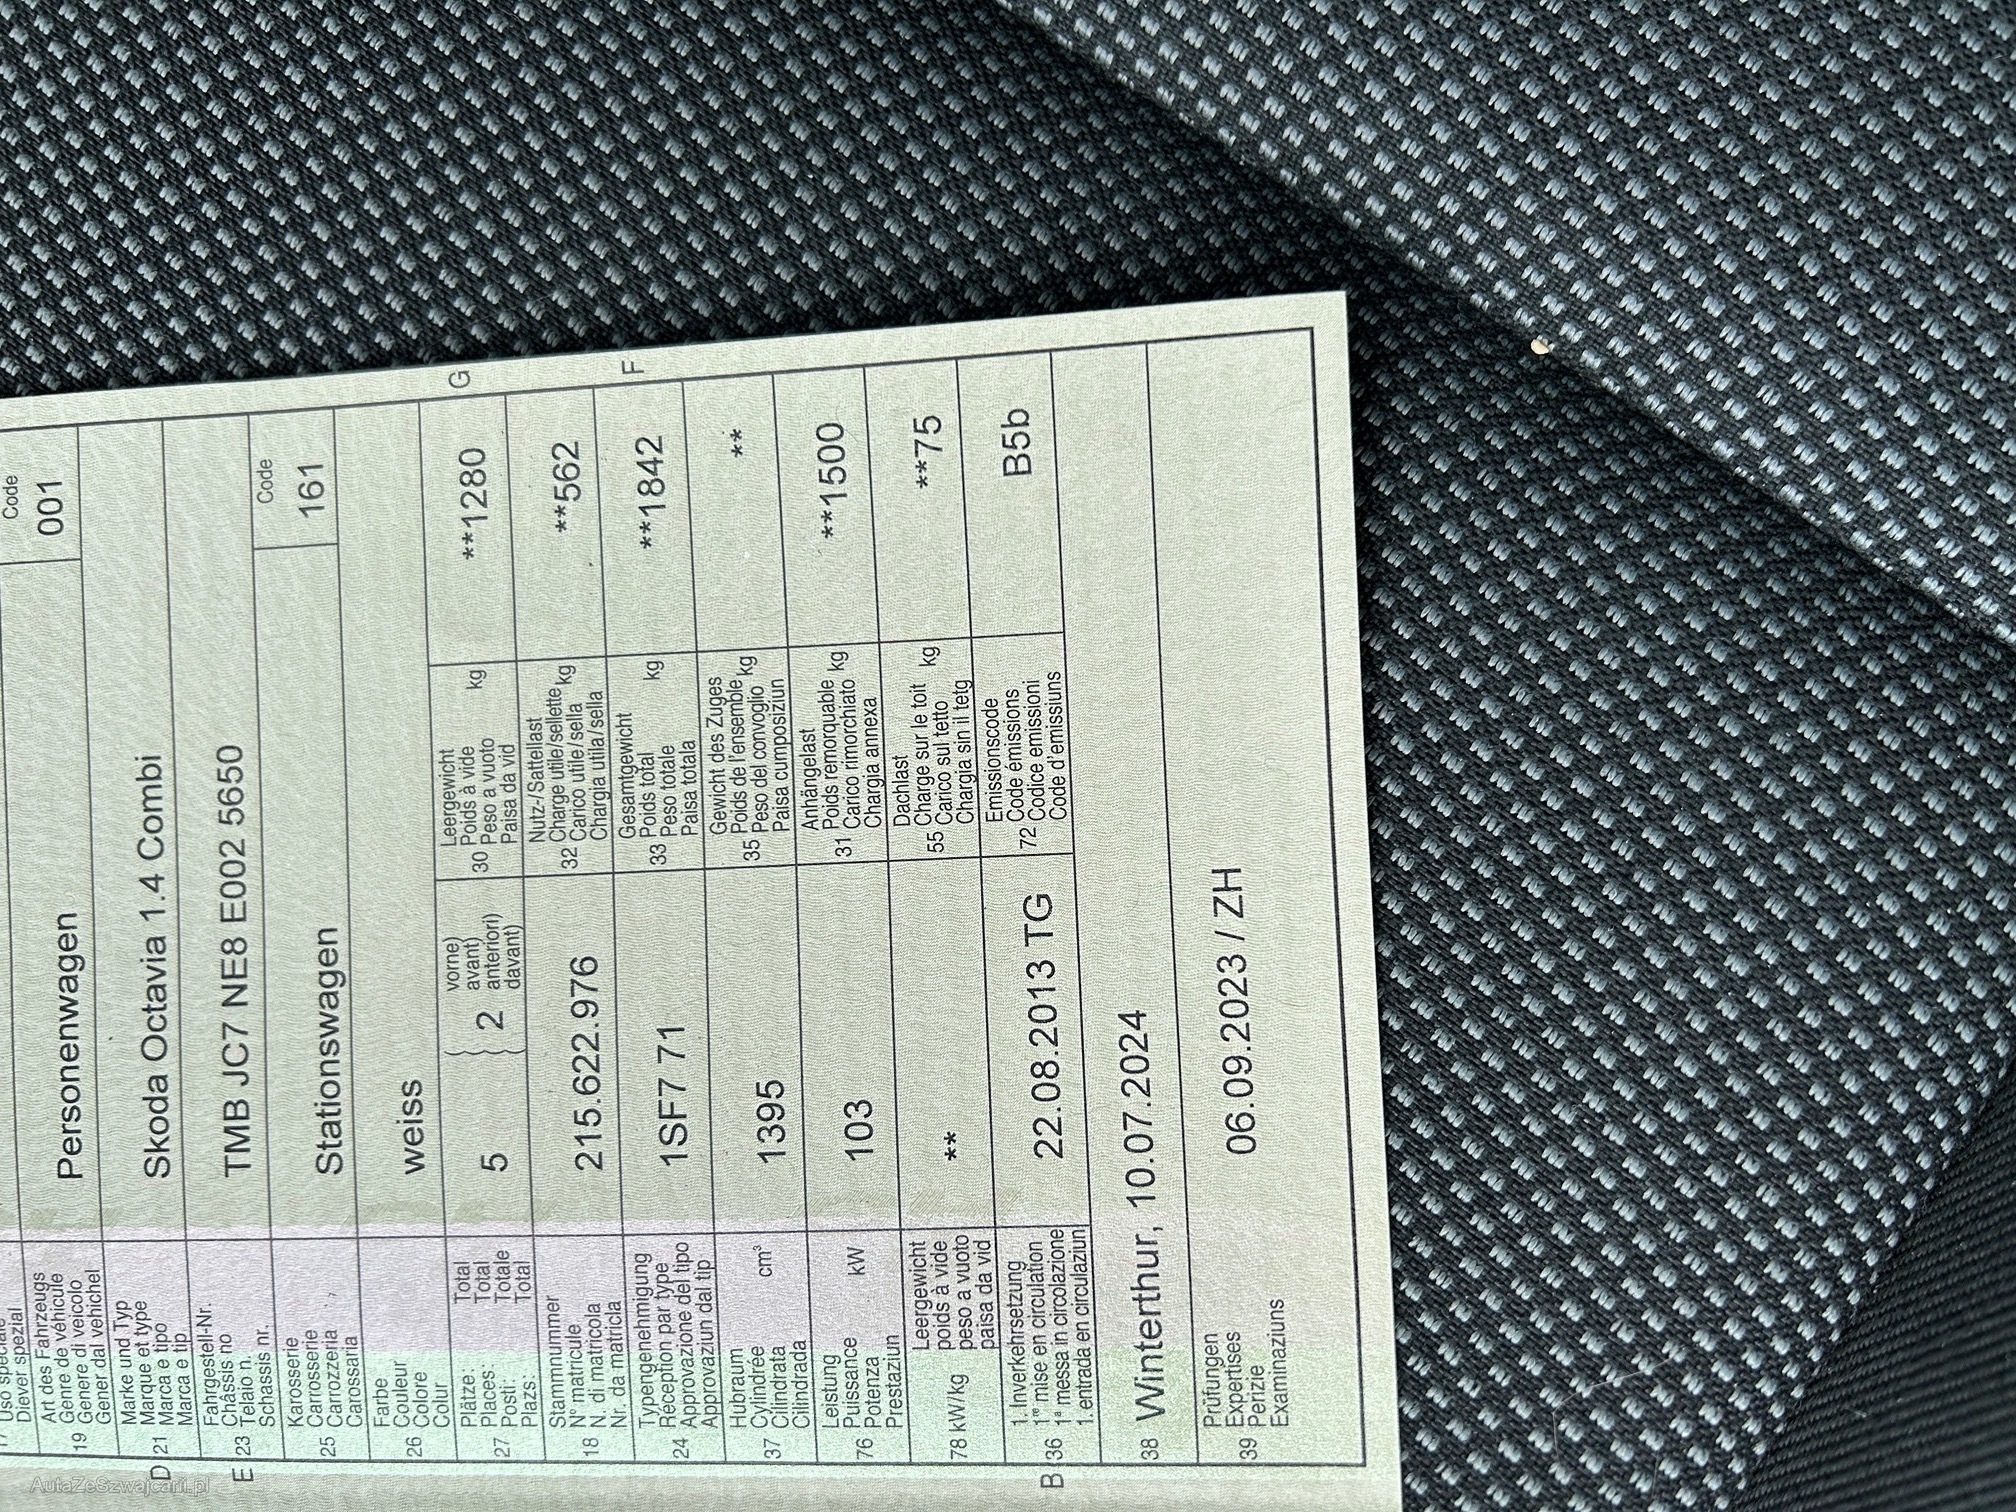 Uso speciale
17 Diever spezial
Code
Art des Fahrzeugs
Genre de véhicule
19 Genere di veicolo
Gener dal vehichel
Personenwagen
001
Marke und Typ
Marque et type
D 21 Marca e tipo
Marca e tip
Skoda Octavia 1.4 Combi
Fahrgestell-Nr.
Châssis no
E 23 Telaio n.
Schassis nr.
TMB JC7 NE8 E002 5650
Karosserie
Carrosserie
25 Carrozzeria
Carossaria
Stationswagen
Code
161
Farbe
Couleur
26 Colore
Colur
weiss
Plätze: Total
Places: Total
27 Posti: Totale
Plazs: Total
5
2
vorne)
avant)
anteriori)
davant)
Leergewicht
Poids à vide
30 Peso a vuoto kg
Paisa da vid
**1280
G
Stammnummer
N° matricule
18 N. di matricola
Nr. da matricla
215.622.976
Nutz-/Sattellast
Charge utile/sellette
32 Carico utile/sella kg
Chargia utila/sella
**562
Typengenehmigung
Réception par type
24 Approvazione del tipo
Approvaziun dal tip
1SF7 71
Gesamtgewicht
Poids total
33 Peso totale kg
Paisa totala
**1842
F
Hubraum
Cylindrée
37 Cilindrata cm³
Cilindrada
1395
Gewicht des Zuges
Poids de l'ensemble
35 Peso del convoglio kg
Paisa cumposiziun
**
Leistung
Puissance
76 Potenza kW
Prestaziun
103
Anhängelast
Poids remorquable
31 Carico rimorchiato kg
Chargia annexa
**1500
Leergewicht
poids à vide
78 kW/kg peso a vuoto
paisa da vid
**
Dachlast
Charge sur le toit
55 Carico sul tetto kg
Chargia sin il tetg
**75
1. Inverkehrsetzung
1re mise en circulation
B 36 1a messa in circolazione
1. entrada en circulaziun
22.08.2013 TG
Emissionscode
Code émissions
72 Codice emissioni
Code d'emissiuns
B5b
38 Winterthur, 10.07.2024
Prüfungen
Expertises
39 Perizie
Examinaziuns
06.09.2023 / ZH
AutaZeSzwajcarii.pl